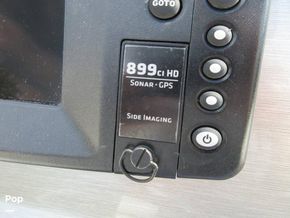 GOTO
899CI HD
SONAR · GPS
SIDE IMAGING
Pop